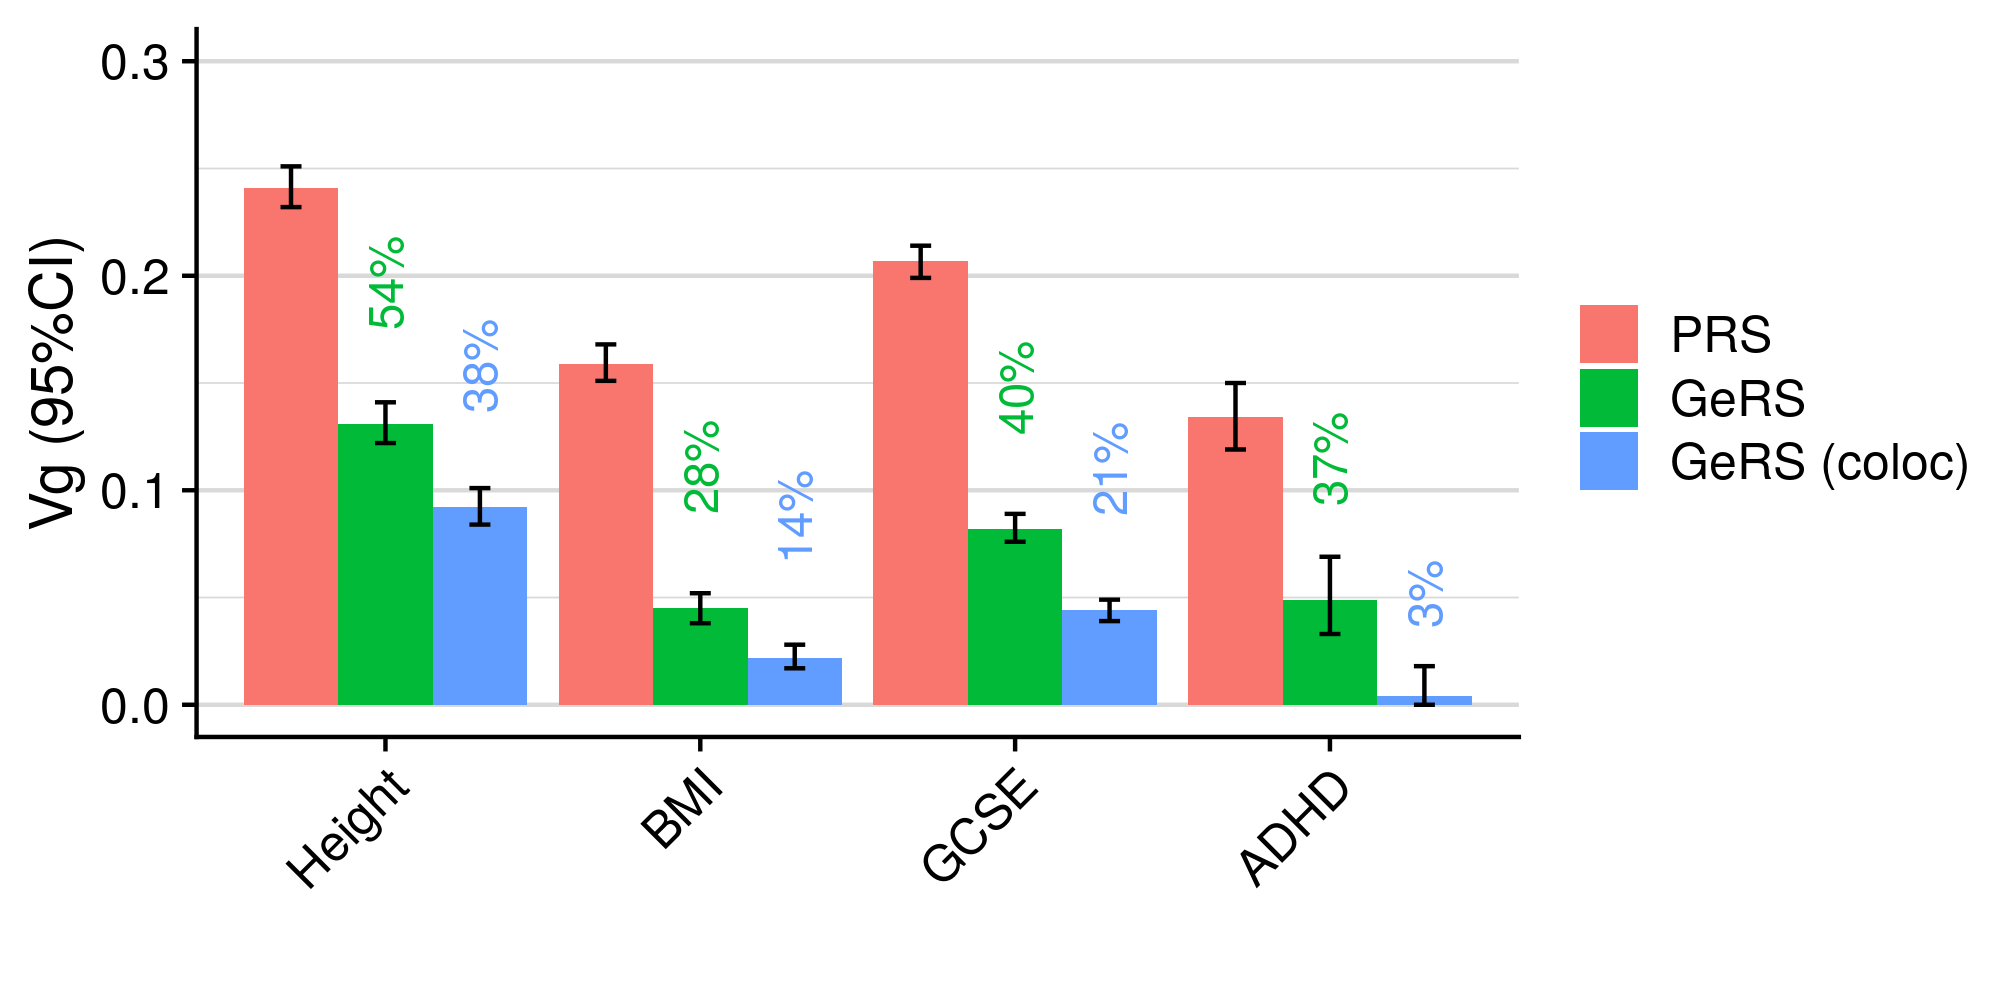 Vg (95%CI)
0.3
0.2
0.1
0.0
54%
38%
28%
14%
40%
21%
37%
3%
Height
BMI
GCSE
ADHD
PRS
GeRS
GeRS (coloc)